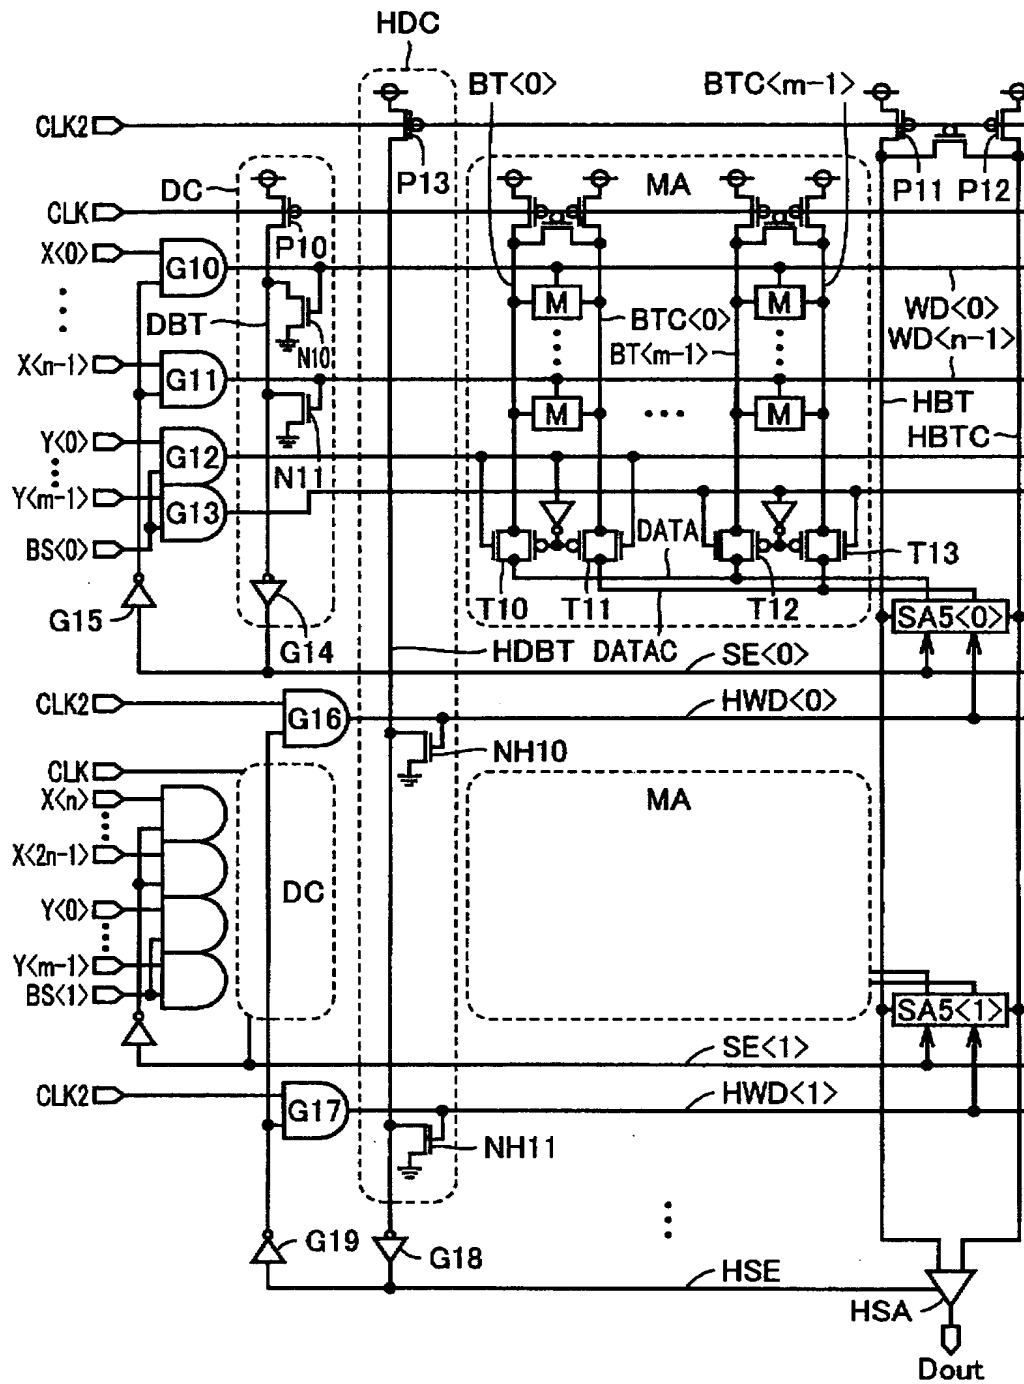 HDC
BT<0> BTC<m-1>
CLK2
P13 P11 P12
DC MA
CLK
P10
X<0> G10
WD<0>
DBT N10 BTC<0> WD<n-1>
BT<m-1>
X<n-1> G11
M M
M M
HBT
Y<0> G12 HBTC
N11
Y<m-1> G13
BS<0> DATA T13
G15 T10 T11 T12 SA5<0>
G14 HDBT DATAC SE<0>
CLK2 G16 HWD<0>
NH10
CLK
X<n> MA
X<2n-1>
DC
Y<0>
Y<m-1>
BS<1> SA5<1>
SE<1>
CLK2 G17 HWD<1>
NH11
G19 G18
HSE
HSA
Dout